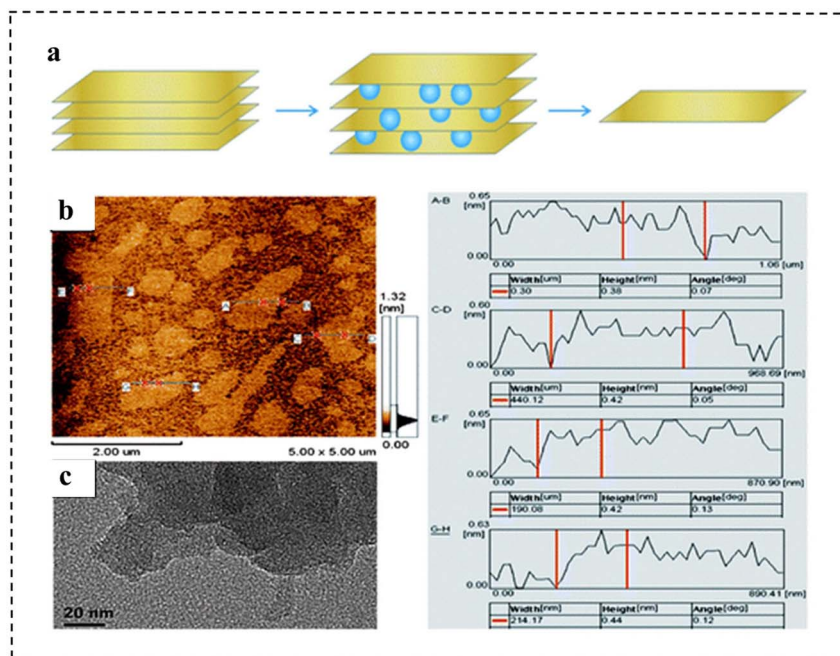 a
b
1.32
[nm]
0.00
2.00 um
5.00 x 5.00 um
c
20 nm
A-B
0.65
[nm]
0.00
0.00
1.06 [um]
Width[um] Height[nm] Angle[deg]
0.30 0.38 0.07
C-D
0.60
[nm]
0.00
0.00
968.69 [nm]
Width[um] Height[nm] Angle[deg]
440.12 0.42 0.05
E-F
0.65
[nm]
0.00
0.00
870.90 [nm]
Width[um] Height[nm] Angle[deg]
190.08 0.42 0.13
G-H
0.63
[nm]
0.00
0.00
890.41 [nm]
Width[nm] Height[nm] Angle[deg]
214.17 0.44 0.12